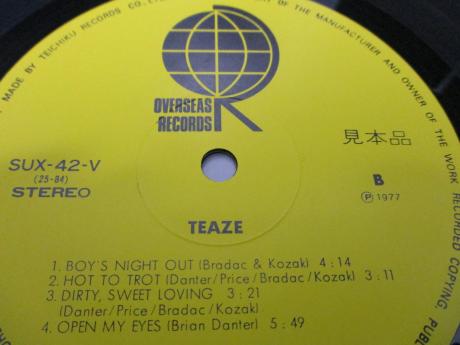 MADE BY TEICHIKU RECORDS CO.
OF THE MANUFACTURER AND OWNER OF THE WORK RECORDED
COPYING PUBL
OVERSEAS
RECORDS
見本品
SUX-42-V
(25-84)
STEREO
B
Ⓟ1977
TEAZE
1. BOY'S NIGHT OUT (Bradac & Kozak) 4:14
2. HOT TO TROT (Danter/Price/Bradac/Kozak) 3:11
3. DIRTY, SWEET LOVING 3:21
(Danter/Price/Bradac/Kozak)
4. OPEN MY EYES (Brian Danter) 5:49